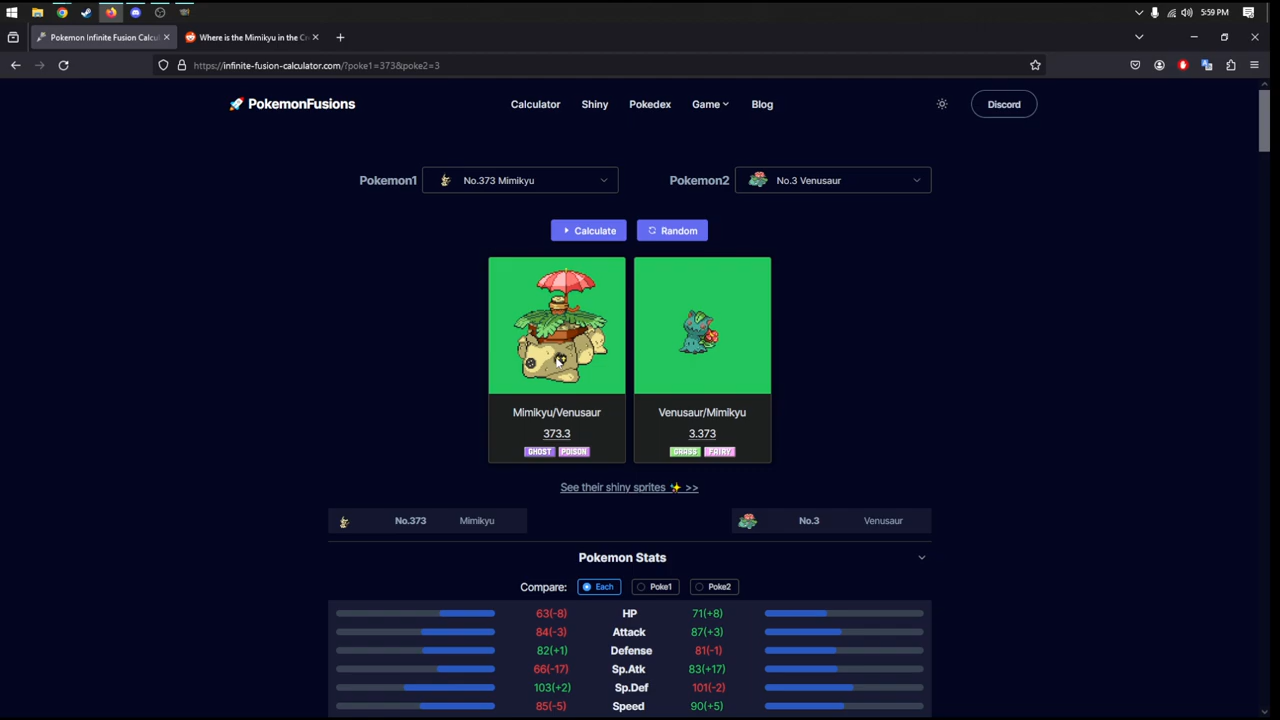 5:59 PM
Pokemon Infinite Fusion Calcul
Where is the Mimikyu in the Cr
https://infinite-fusion-calculator.com/?poke1=373&poke2=3
PokemonFusions
Calculator
Shiny
Pokedex
Game
Blog
Discord
Pokemon1
No.373 Mimikyu
Pokemon2
No.3 Venusaur
Calculate
Random
Mimikyu/Venusaur
373.3
GHOST POISON
Venusaur/Mimikyu
3.373
GRASS FAIRY
See their shiny sprites ✨ >>
No.373 Mimikyu
No.3 Venusaur
Pokemon Stats
Compare: Each Poke1 Poke2
63(-8) HP 71(+8)
84(-3) Attack 87(+3)
82(+1) Defense 81(-1)
66(-17) Sp.Atk 83(+17)
103(+2) Sp.Def 101(-2)
85(-5) Speed 90(+5)